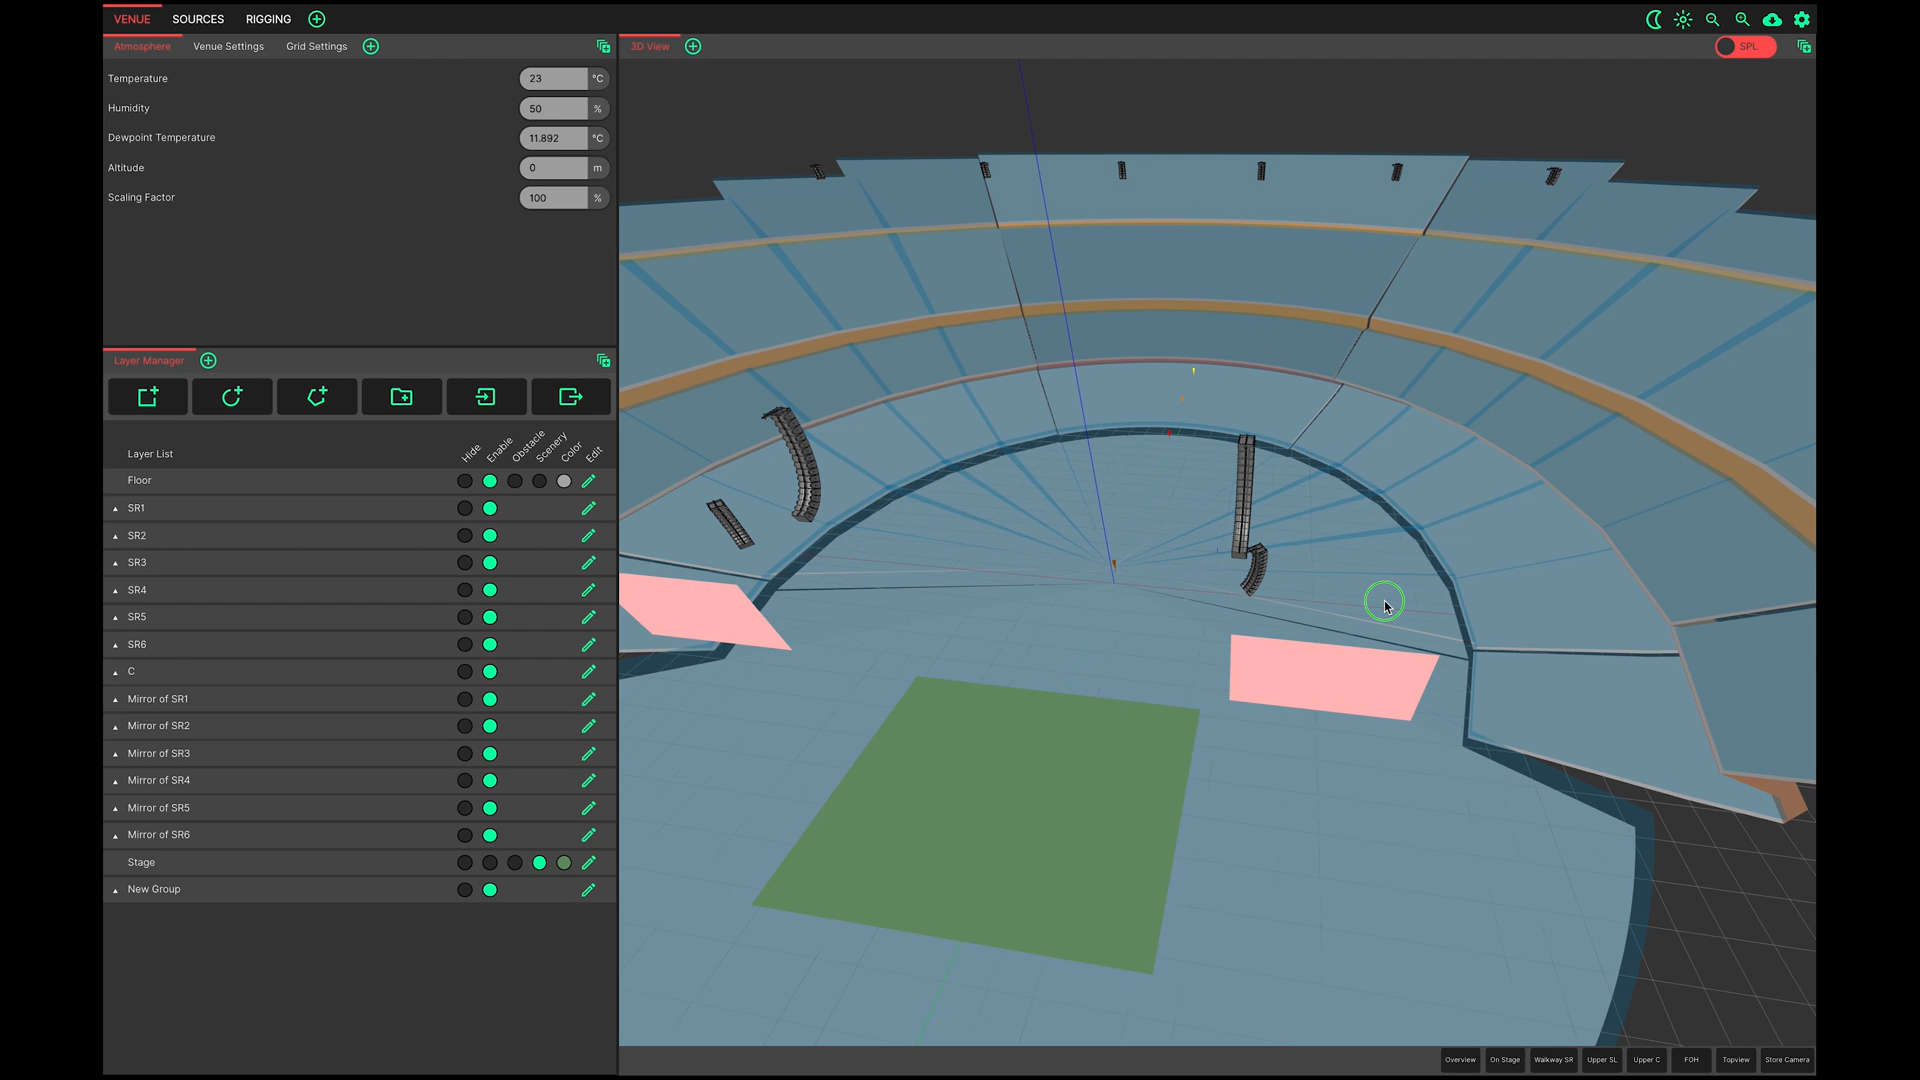 VENUE SOURCES RIGGING
Atmosphere Venue Settings Grid Settings
3D View SPL
Temperature 23 °C
Humidity 50 %
Dewpoint Temperature 11.892 °C
Altitude 0 m
Scaling Factor 100 %
Layer Manager
Layer List Hide Enable Obstacle Scenery Color Edit
Floor
SR1
SR2
SR3
SR4
SR5
SR6
C
Mirror of SR1
Mirror of SR2
Mirror of SR3
Mirror of SR4
Mirror of SR5
Mirror of SR6
Stage
New Group
Overview On Stage Walkway SR Upper SL Upper C FOH Topview Store Camera